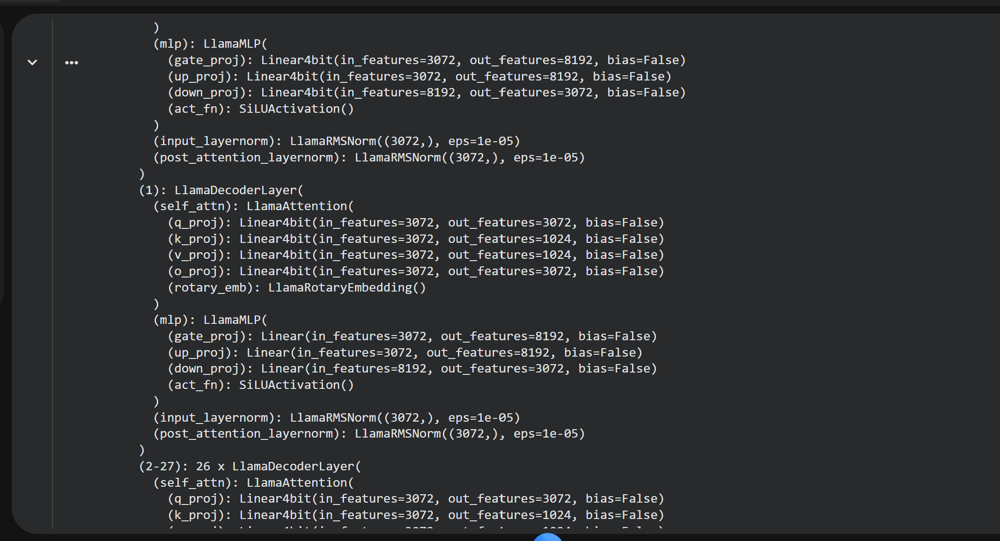 )
(mlp): LlamaMLP(
(gate_proj): Linear4bit(in_features=3072, out_features=8192, bias=False)
(up_proj): Linear4bit(in_features=3072, out_features=8192, bias=False)
(down_proj): Linear4bit(in_features=8192, out_features=3072, bias=False)
(act_fn): SiLUActivation()
)
(input_layernorm): LlamaRMSNorm((3072,), eps=1e-05)
(post_attention_layernorm): LlamaRMSNorm((3072,), eps=1e-05)
)
(1): LlamaDecoderLayer(
(self_attn): LlamaAttention(
(q_proj): Linear4bit(in_features=3072, out_features=3072, bias=False)
(k_proj): Linear4bit(in_features=3072, out_features=1024, bias=False)
(v_proj): Linear4bit(in_features=3072, out_features=1024, bias=False)
(o_proj): Linear4bit(in_features=3072, out_features=3072, bias=False)
(rotary_emb): LlamaRotaryEmbedding()
)
(mlp): LlamaMLP(
(gate_proj): Linear(in_features=3072, out_features=8192, bias=False)
(up_proj): Linear(in_features=3072, out_features=8192, bias=False)
(down_proj): Linear(in_features=8192, out_features=3072, bias=False)
(act_fn): SiLUActivation()
)
(input_layernorm): LlamaRMSNorm((3072,), eps=1e-05)
(post_attention_layernorm): LlamaRMSNorm((3072,), eps=1e-05)
)
(2-27): 26 x LlamaDecoderLayer(
(self_attn): LlamaAttention(
(q_proj): Linear4bit(in_features=3072, out_features=3072, bias=False)
(k_proj): Linear4bit(in_features=3072, out_features=1024, bias=False)